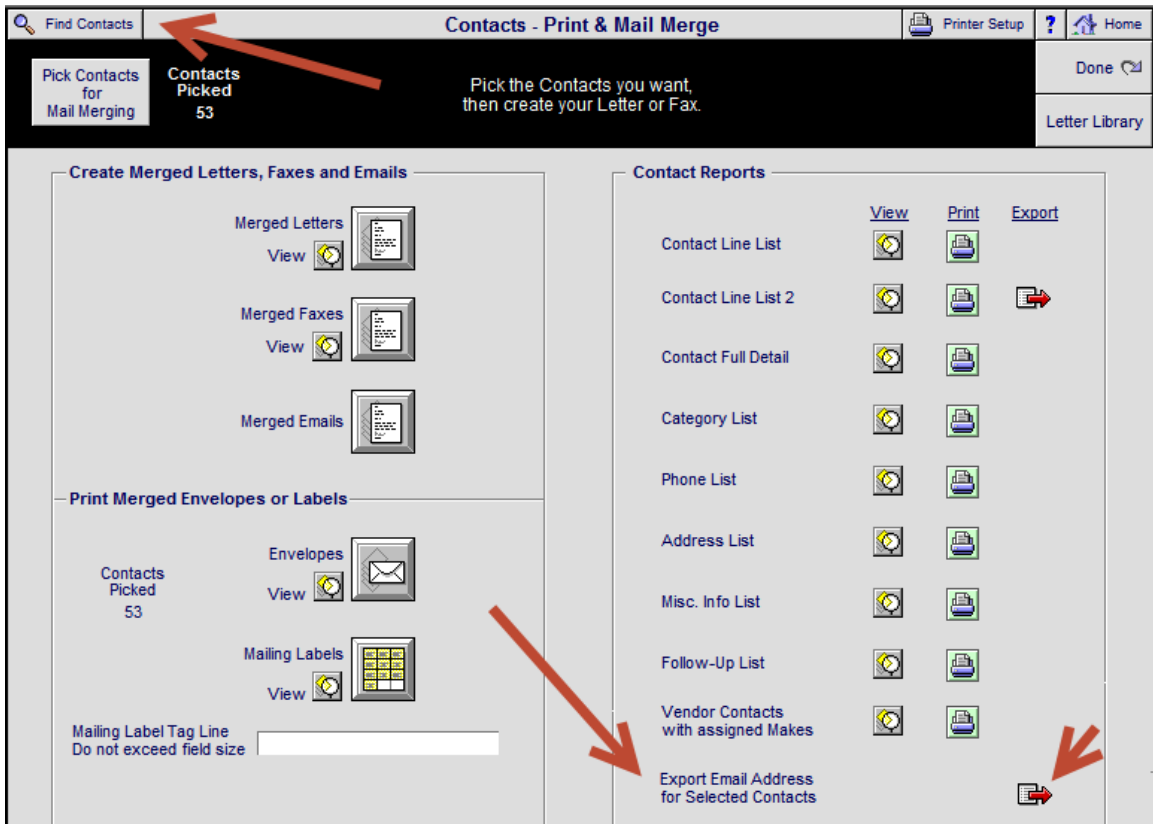 Find Contacts
Contacts - Print & Mail Merge
Printer Setup
?
Home
Pick Contacts
for
Mail Merging
Contacts
Picked
53
Pick the Contacts you want,
then create your Letter or Fax.
Done
Letter Library
Create Merged Letters, Faxes and Emails
Merged Letters
View
Merged Faxes
View
Merged Emails
Print Merged Envelopes or Labels
Contacts
Picked
53
Envelopes
View
Mailing Labels
View
Mailing Label Tag Line
Do not exceed field size
Contact Reports
View Print Export
Contact Line List
Contact Line List 2
Contact Full Detail
Category List
Phone List
Address List
Misc. Info List
Follow-Up List
Vendor Contacts
with assigned Makes
Export Email Address
for Selected Contacts